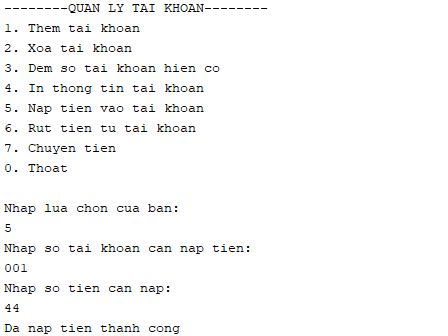 --------QUAN LY TAI KHOAN--------
1. Them tai khoan
2. Xoa tai khoan
3. Dem so tai khoan hien co
4. In thong tin tai khoan
5. Nap tien vao tai khoan
6. Rut tien tu tai khoan
7. Chuyen tien
0. Thoat
Nhap lua chon cua ban:
5
Nhap so tai khoan can nap tien:
001
Nhap so tien can nap:
44
Da nap tien thanh cong